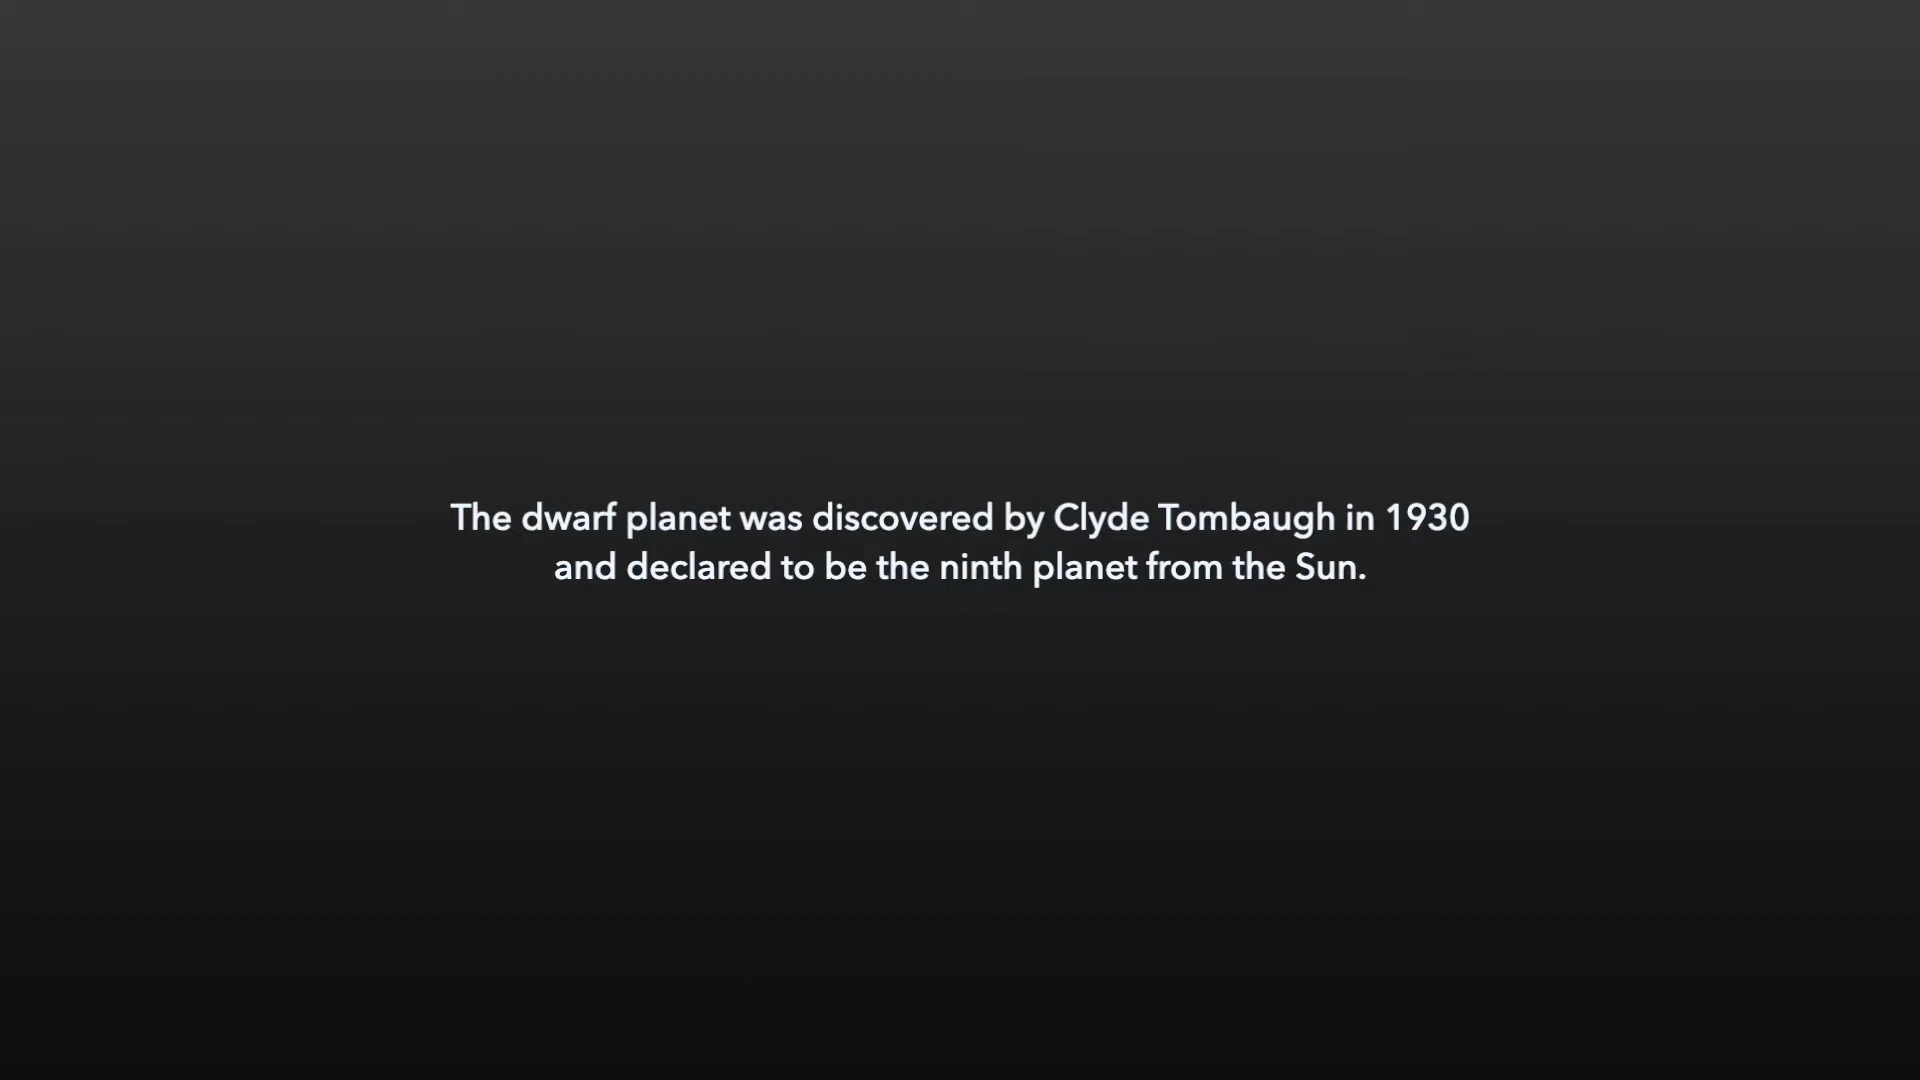 The dwarf planet was discovered by Clyde Tombaugh in 1930
and declared to be the ninth planet from the Sun.